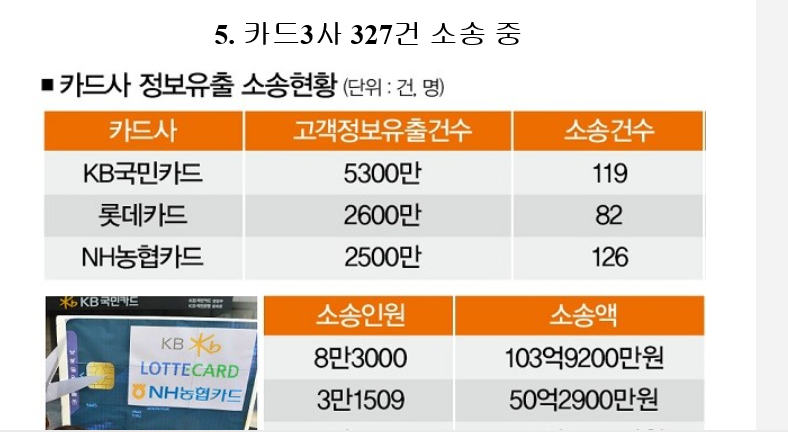 5. 카드3사 327건 소송 중
■ 카드사 정보유출 소송현황 (단위 : 건, 명)
카드사 고객정보유출건수 소송건수
KB국민카드 5300만 119
롯데카드 2600만 82
NH농협카드 2500만 126
KB국민카드
KB
LOTTECARD
NH농협카드
소송인원 소송액
8만3000 103억9200만원
3만1509 50억2900만원